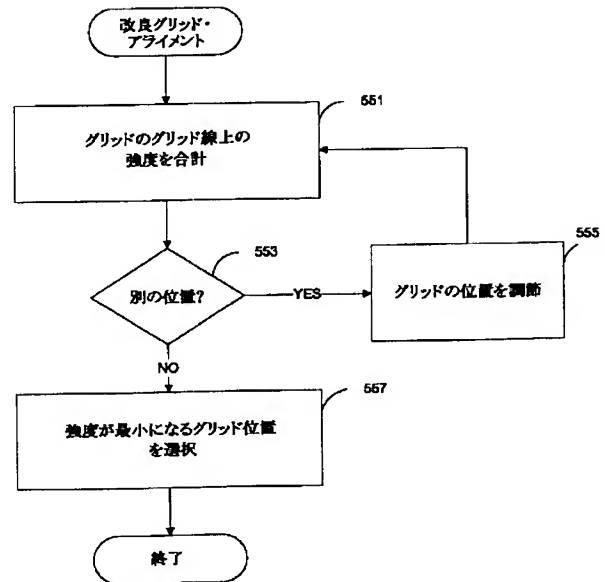 改良グリッド・
アライメント
551
グリッドのグリッド線上の
強度を合計
553
別の位置?
YES
555
グリッドの位置を調節
NO
557
強度が最小になるグリッド位置
を選択
終了